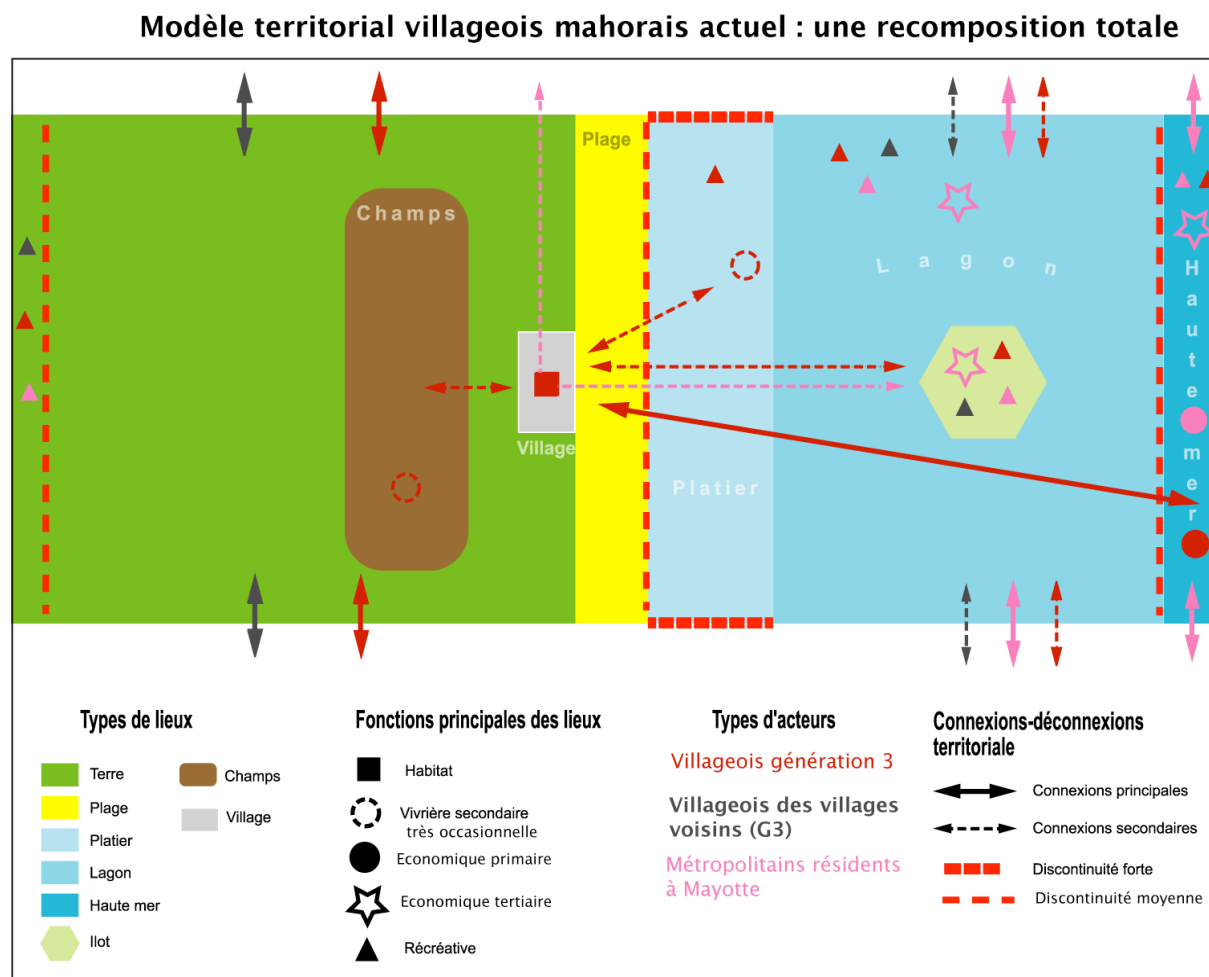 Modèle territorial villageois mahorais actuel : une recomposition totale
Plage
Champs
Lagon
Haute mer
Village
Platier
Types de lieux
Terre
Plage
Platier
Lagon
Haute mer
Ilot
Champs
Village
Fonctions principales des lieux
Habitat
Vivrière secondaire
très occasionnelle
Economique primaire
Economique tertiaire
Récréative
Types d'acteurs
Villageois génération 3
Villageois des villages
voisins (G3)
Métropolitains résidents
à Mayotte
Connexions-déconnexions
territoriale
Connexions principales
Connexions secondaires
Discontinuité forte
Discontinuité moyenne